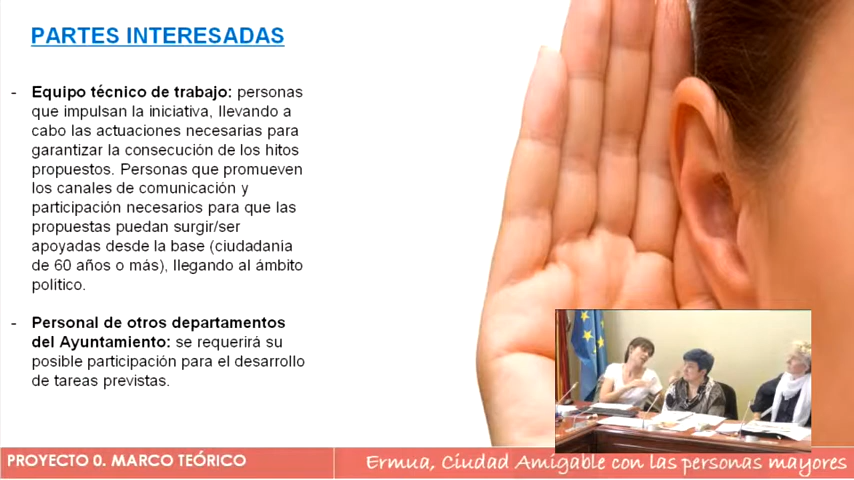 PARTES INTERESADAS
- Equipo técnico de trabajo: personas
que impulsan la iniciativa, llevando a
cabo las actuaciones necesarias para
garantizar la consecución de los hitos
propuestos. Personas que promueven
los canales de comunicación y
participación necesarios para que las
propuestas puedan surgir/ser
apoyadas desde la base (ciudadanía
de 60 años o más), llegando al ámbito
político.
- Personal de otros departamentos
del Ayuntamiento: se requerirá su
posible participación para el desarrollo
de tareas previstas.
PROYECTO 0. MARCO TEÓRICO
Ermua, Ciudad Amigable con las personas mayores